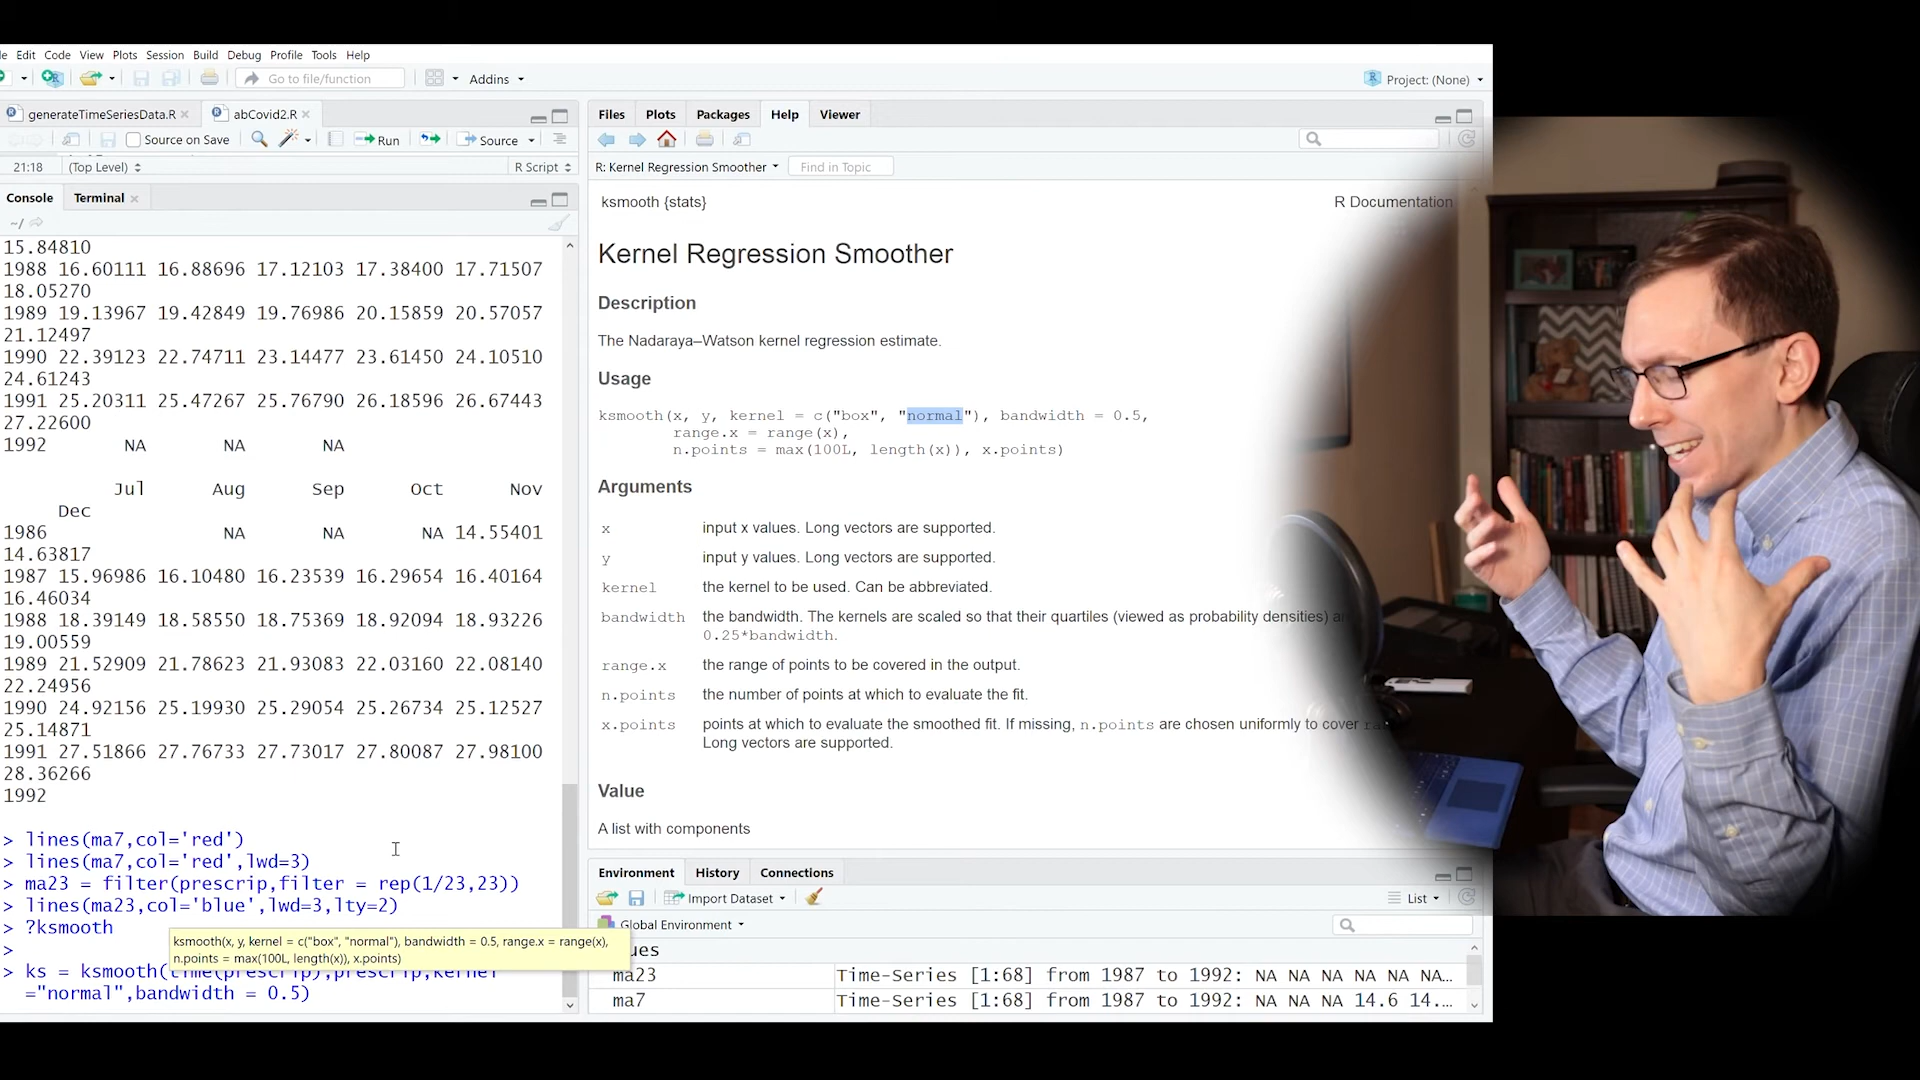 Edit Code View Plots Session Build Debug Profile Tools Help
Go to file/function
Addins
Project: (None)
generateTimeSeriesData.R
abCovid2.R
Source on Save
Run
Source
21:18
(Top Level)
R Script
Console
Terminal
~/
15.84810
1988 16.60111 16.88696 17.12103 17.38400 17.71507
18.05270
1989 19.13967 19.42849 19.76986 20.15859 20.57057
21.12497
1990 22.39123 22.74711 23.14477 23.61450 24.10510
24.61243
1991 25.20311 25.47267 25.76790 26.18596 26.67443
27.22600
1992 NA NA NA
Jul Aug Sep Oct Nov
Dec
1986 NA NA NA 14.55401
14.63817
1987 15.96986 16.10480 16.23539 16.29654 16.40164
16.46034
1988 18.39149 18.58550 18.75369 18.92094 18.93226
19.00559
1989 21.52909 21.78623 21.93083 22.03160 22.08140
22.24956
1990 24.92156 25.19930 25.29054 25.26734 25.12527
25.14871
1991 27.51866 27.76733 27.73017 27.80087 27.98100
28.36266
1992
> lines(ma7,col='red')
> lines(ma7,col='red',lwd=3)
> ma23 = filter(prescrip,filter = rep(1/23,23))
> lines(ma23,col='blue',lwd=3,lty=2)
> ?ksmooth
>
ksmooth(x, y, kernel = c("box", "normal"), bandwidth = 0.5, range.x = range(x),
n.points = max(100L, length(x)), x.points)
> ks = ksmooth(time(prescrip),prescrip,kernel
="normal",bandwidth = 0.5)
Files Plots Packages Help Viewer
R: Kernel Regression Smoother
Find in Topic
ksmooth {stats}
R Documentation
Kernel Regression Smoother
Description
The Nadaraya–Watson kernel regression estimate.
Usage
ksmooth(x, y, kernel = c("box", "normal"), bandwidth = 0.5,
range.x = range(x),
n.points = max(100L, length(x)), x.points)
Arguments
x input x values. Long vectors are supported.
y input y values. Long vectors are supported.
kernel the kernel to be used. Can be abbreviated.
bandwidth the bandwidth. The kernels are scaled so that their quartiles (viewed as probability densities)
0.25*bandwidth.
range.x the range of points to be covered in the output.
n.points the number of points at which to evaluate the fit.
x.points points at which to evaluate the smoothed fit. If missing, n.points are chosen uniformly to cover
Long vectors are supported.
Value
A list with components
Environment History Connections
Import Dataset
List
Global Environment
ues
ma23 Time-Series [1:68] from 1987 to 1992: NA NA NA NA NA NA…
ma7 Time-Series [1:68] from 1987 to 1992: NA NA NA 14.6 14.…